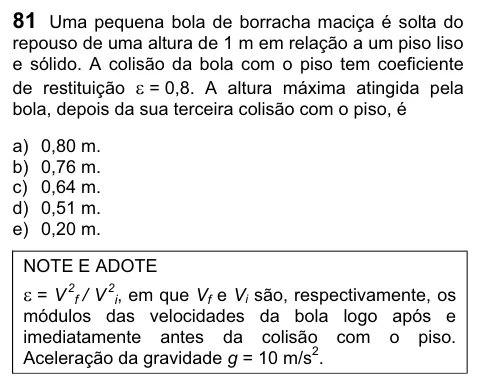 81 Uma pequena bola de borracha maciça é solta do
repouso de uma altura de 1 m em relação a um piso liso
e sólido. A colisão da bola com o piso tem coeficiente
de restituição ε = 0,8. A altura máxima atingida pela
bola, depois da sua terceira colisão com o piso, é
a) 0,80 m.
b) 0,76 m.
c) 0,64 m.
d) 0,51 m.
e) 0,20 m.
NOTE E ADOTE
ε = V²f / V²i, em que Vf e Vi são, respectivamente, os
módulos das velocidades da bola logo após e
imediatamente antes da colisão com o piso.
Aceleração da gravidade g = 10 m/s².